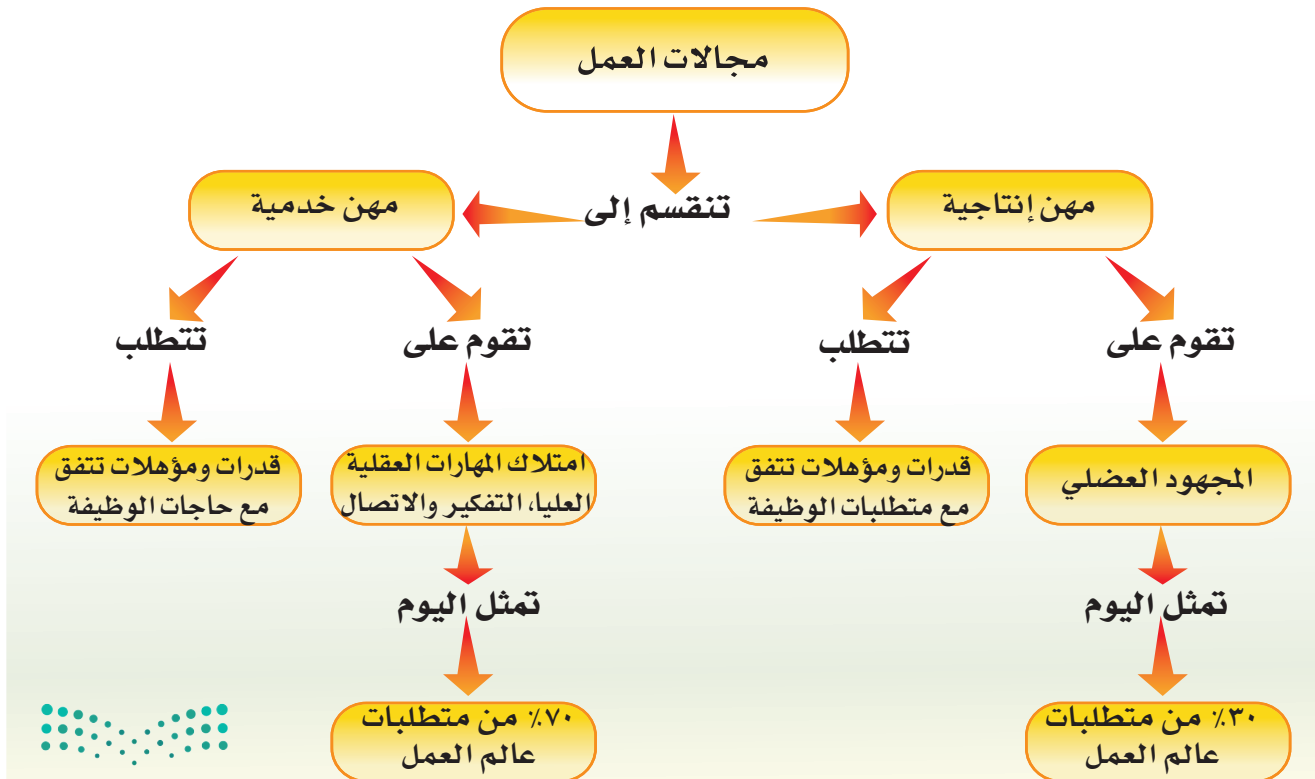 مجالات العمل
تنقسم إلى
مهن إنتاجية
مهن خدمية
تقوم على
تتطلب
تقوم على
تتطلب
المجهود العضلي
قدرات ومؤهلات تتفق
مع متطلبات الوظيفة
امتلاك المهارات العقلية
العليا، التفكير والاتصال
قدرات ومؤهلات تتفق
مع حاجات الوظيفة
تمثل اليوم
تمثل اليوم
٣٠٪ من متطلبات
عالم العمل
٧٠٪ من متطلبات
عالم العمل